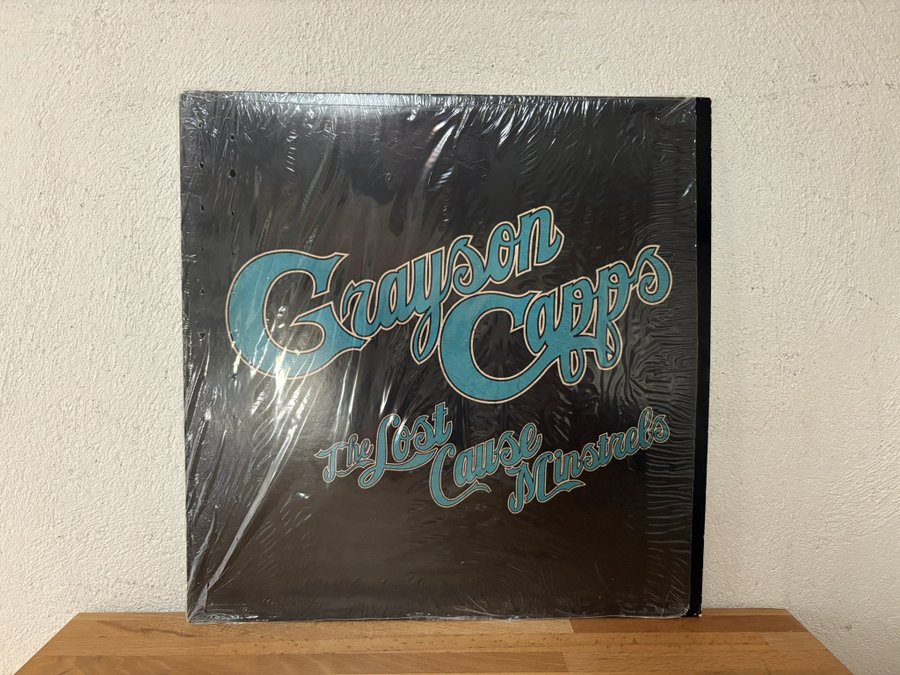 Grayson
Capps
The Lost
Cause
Minstrels